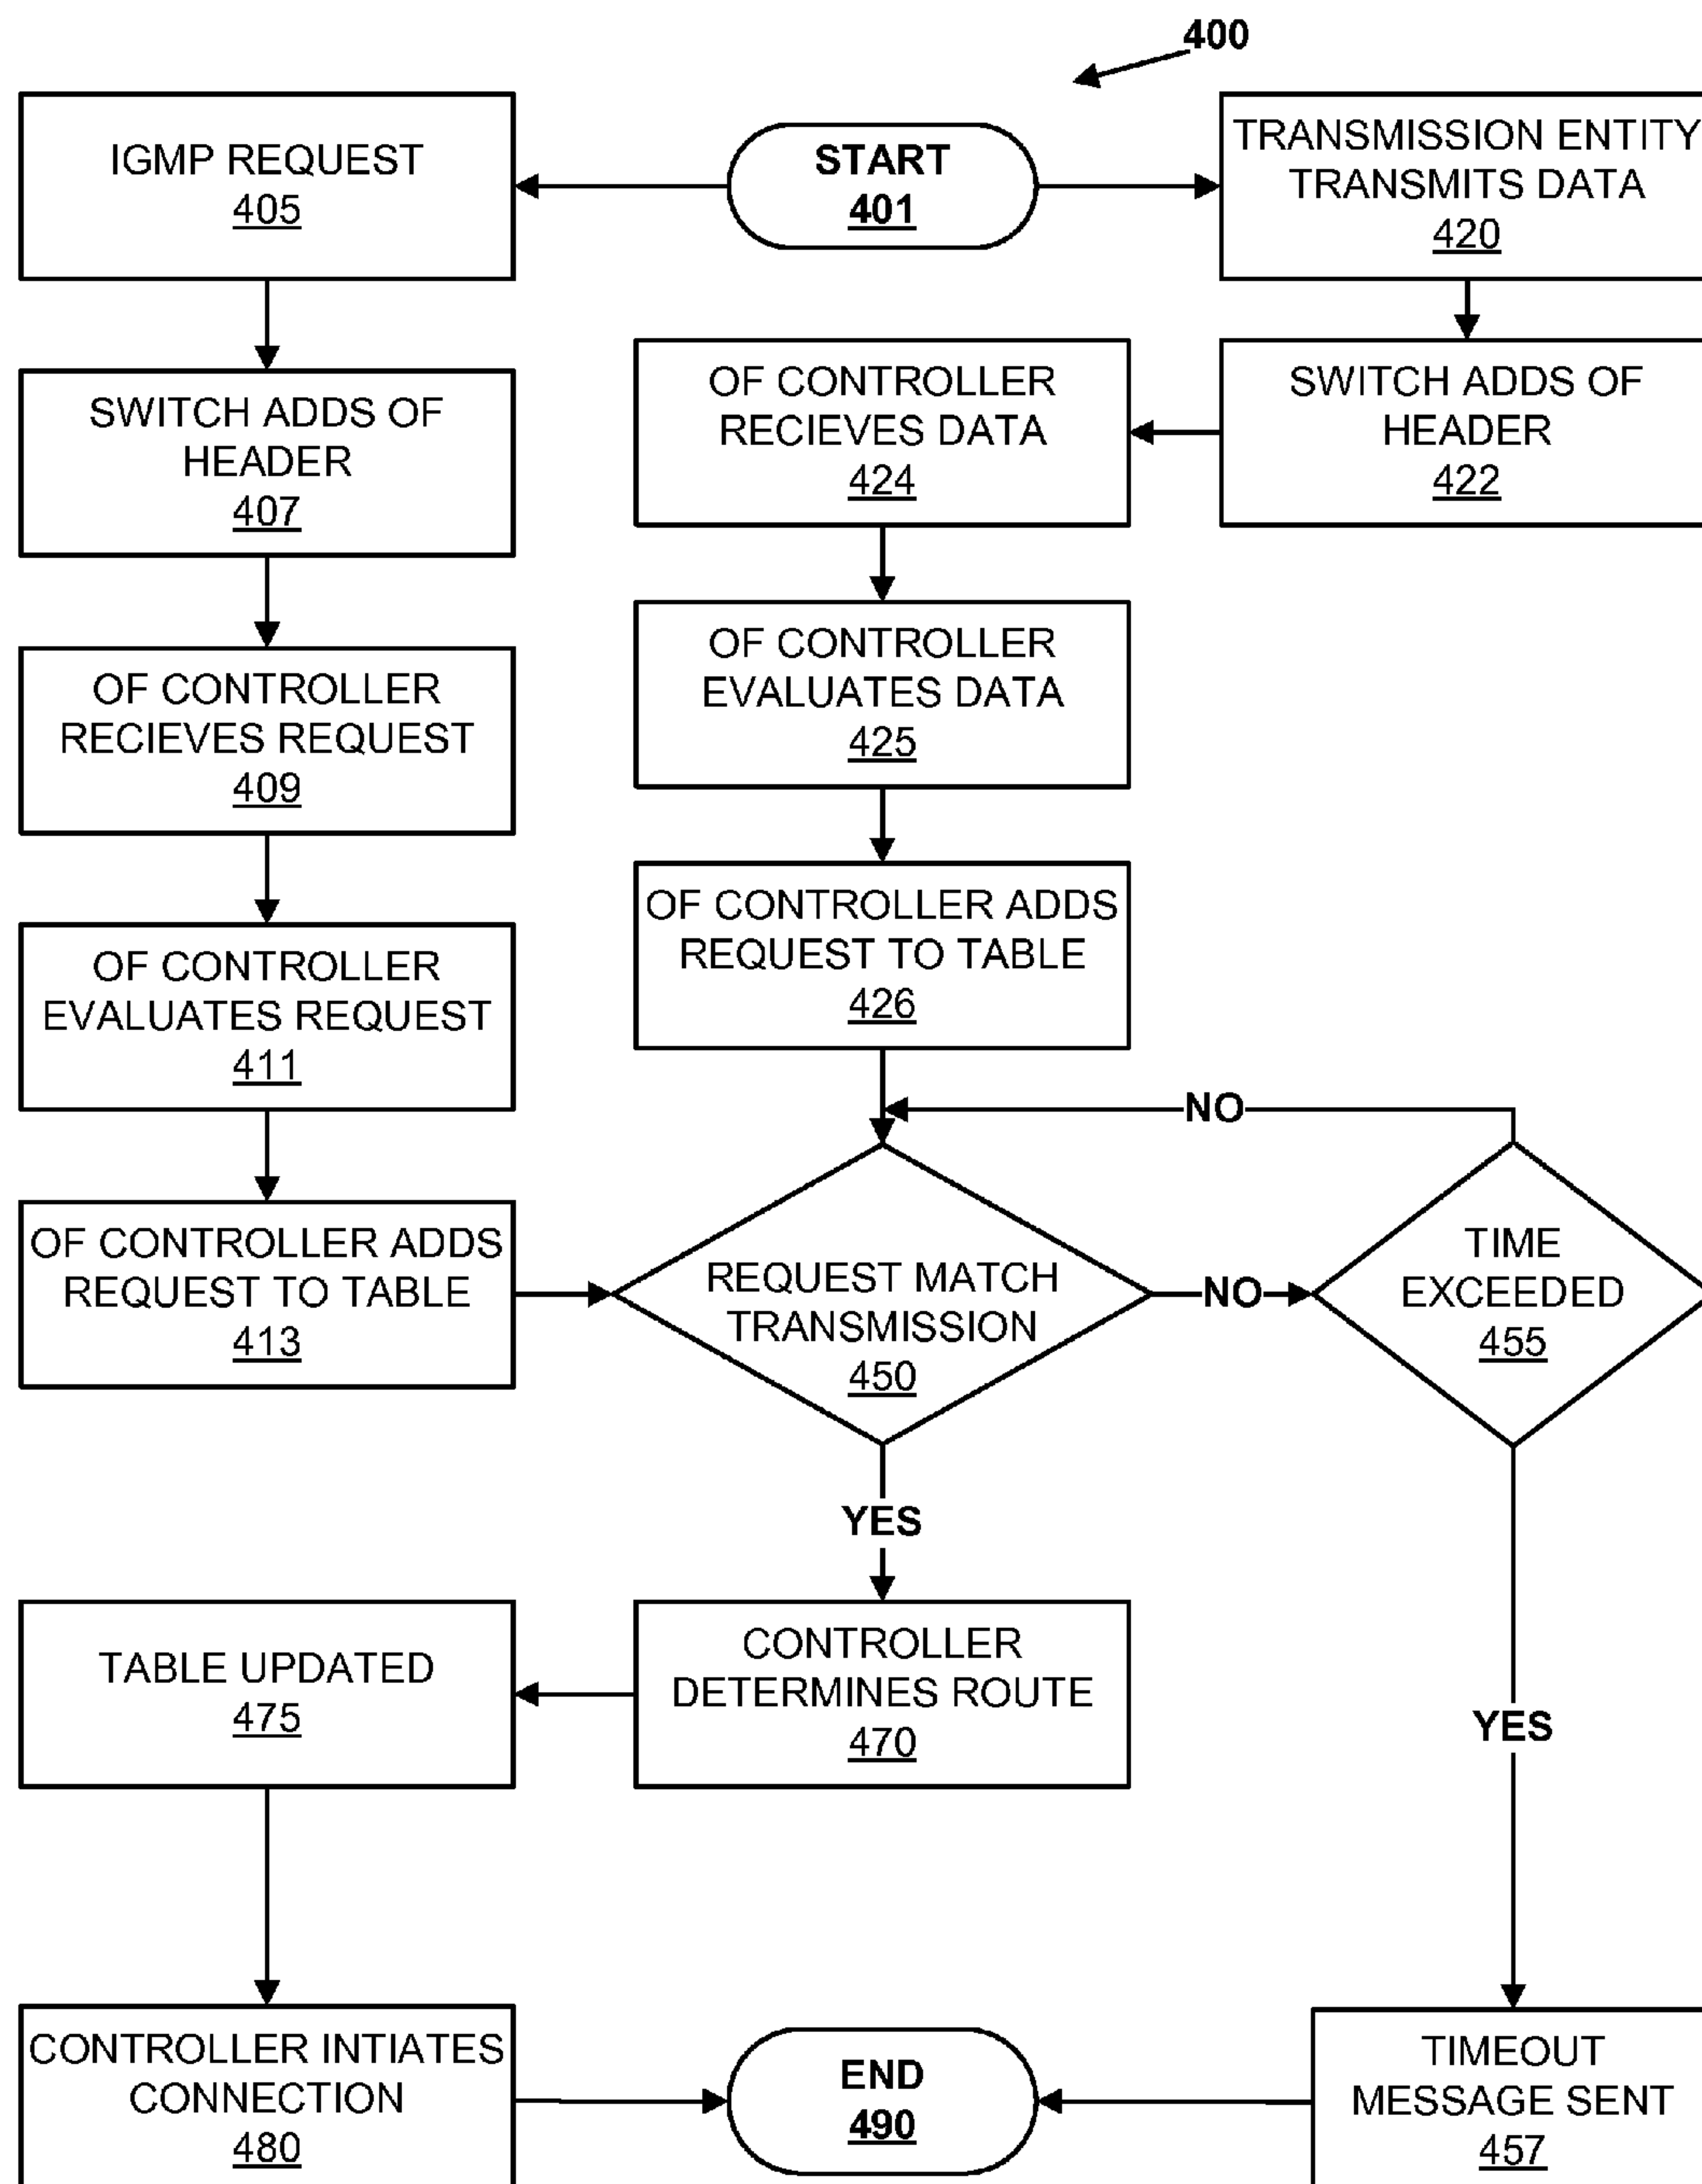 400
IGMP REQUEST
405
START
401
TRANSMISSION ENTITY
TRANSMITS DATA
420
SWITCH ADDS OF
HEADER
407
OF CONTROLLER
RECIEVES DATA
424
SWITCH ADDS OF
HEADER
422
OF CONTROLLER
RECIEVES REQUEST
409
OF CONTROLLER
EVALUATES DATA
425
OF CONTROLLER
EVALUATES REQUEST
411
OF CONTROLLER ADDS
REQUEST TO TABLE
426
NO
OF CONTROLLER ADDS
REQUEST TO TABLE
413
REQUEST MATCH
TRANSMISSION
450
NO
TIME
EXCEEDED
455
YES
TABLE UPDATED
475
CONTROLLER
DETERMINES ROUTE
470
YES
CONTROLLER INTIATES
CONNECTION
480
END
490
TIMEOUT
MESSAGE SENT
457